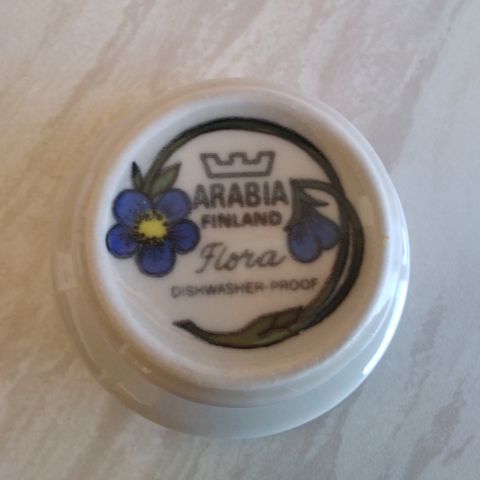 ARABIA
FINLAND
Flora
DISHWASHER-PROOF